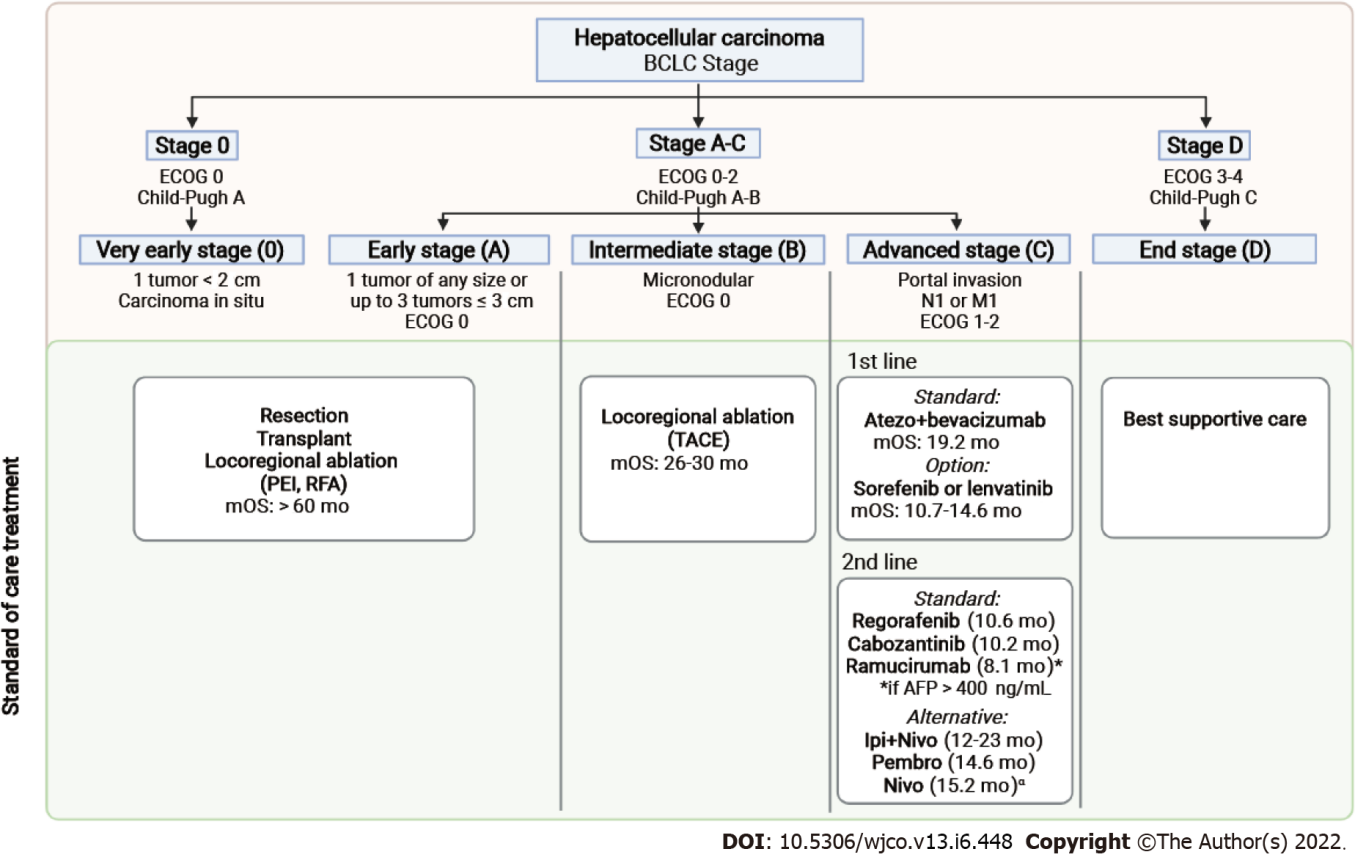 Hepatocellular carcinoma
BCLC Stage
Stage 0
ECOG 0
Child-Pugh A
Stage A-C
ECOG 0-2
Child-Pugh A-B
Stage D
ECOG 3-4
Child-Pugh C
Very early stage (0)
1 tumor < 2 cm
Carcinoma in situ
Early stage (A)
1 tumor of any size or
up to 3 tumors ≤ 3 cm
ECOG 0
Intermediate stage (B)
Micronodular
ECOG 0
Advanced stage (C)
Portal invasion
N1 or M1
ECOG 1-2
End stage (D)
Standard of care treatment
Resection
Transplant
Locoregional ablation
(PEI, RFA)
mOS: > 60 mo
Locoregional ablation
(TACE)
mOS: 26-30 mo
1st line
Standard:
Atezo+bevacizumab
mOS: 19.2 mo
Option:
Sorefenib or lenvatinib
mOS: 10.7-14.6 mo
2nd line
Standard:
Regorafenib (10.6 mo)
Cabozantinib (10.2 mo)
Ramucirumab (8.1 mo)*
*if AFP > 400 ng/mL
Alternative:
Ipi+Nivo (12-23 mo)
Pembro (14.6 mo)
Nivo (15.2 mo)ᵅ
Best supportive care
DOI: 10.5306/wjco.v13.i6.448 Copyright ©The Author(s) 2022.